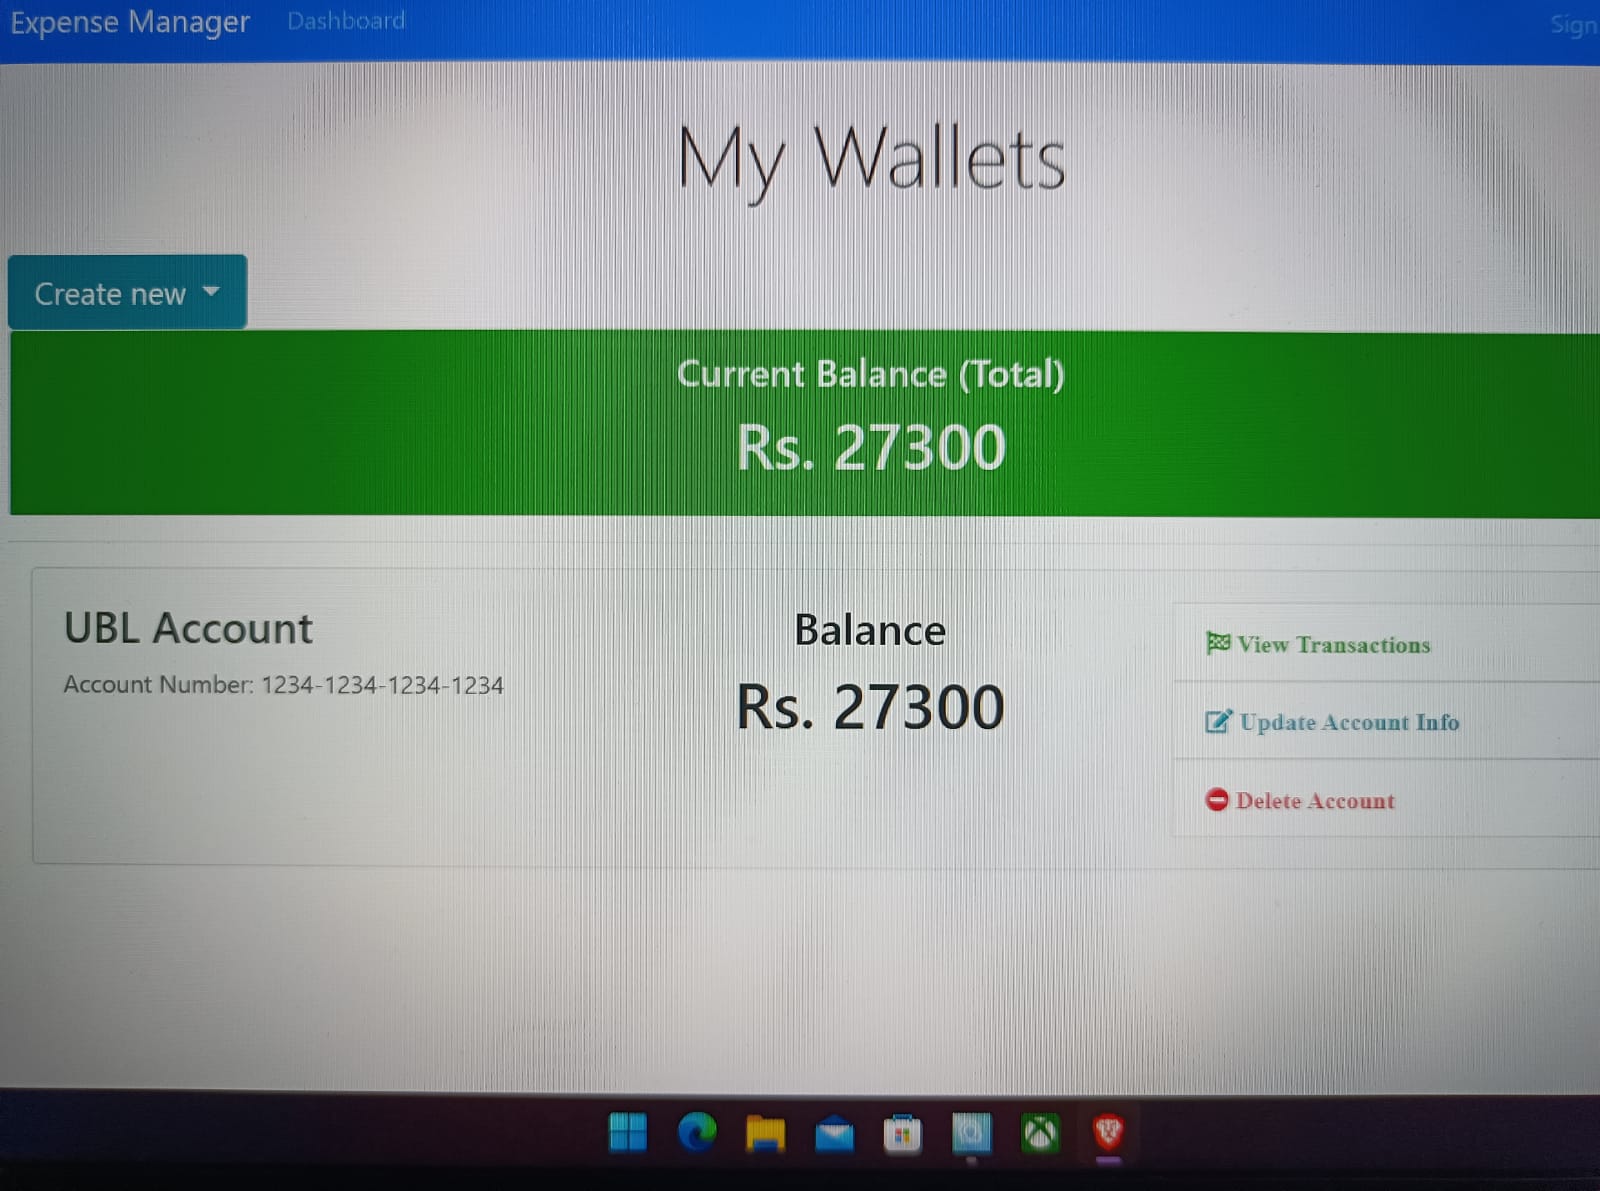 Expense Manager Dashboard Sign
My Wallets
Create new
Current Balance (Total)
Rs. 27300
UBL Account
Account Number: 1234-1234-1234-1234
Balance
Rs. 27300
View Transactions
Update Account Info
Delete Account